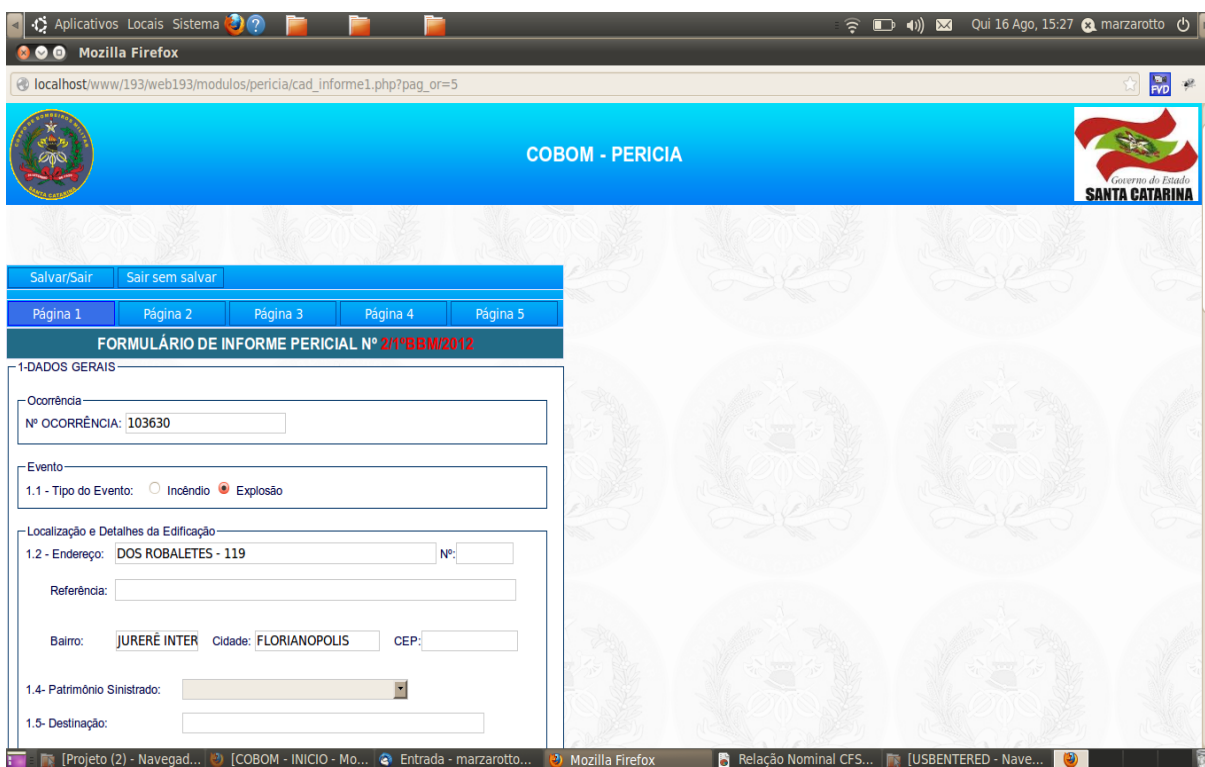 Aplicativos Locais Sistema Qui 16 Ago, 15:27 marzarotto
Mozilla Firefox
localhost/www/193/web193/modulos/pericia/cad_informe1.php?pag_or=5
FVD
COBOM - PERICIA
Governo do Estado
SANTA CATARINA
Salvar/Sair Sair sem salvar
Página 1 Página 2 Página 3 Página 4 Página 5
FORMULÁRIO DE INFORME PERICIAL Nº 2/1ºBBM/2012
1-DADOS GERAIS
Ocorrência
Nº OCORRÊNCIA: 103630
Evento
1.1 - Tipo do Evento: Incêndio Explosão
Localização e Detalhes da Edificação
1.2 - Endereço: DOS ROBALETES - 119 Nº:
Referência:
Bairro: JURERÊ INTER Cidade: FLORIANOPOLIS CEP:
1.4- Patrimônio Sinistrado:
1.5- Destinação:
[Projeto (2) - Navegad... [COBOM - INICIO - Mo... Entrada - marzarotto... Mozilla Firefox Relação Nominal CFS... [USBENTERED - Nave...